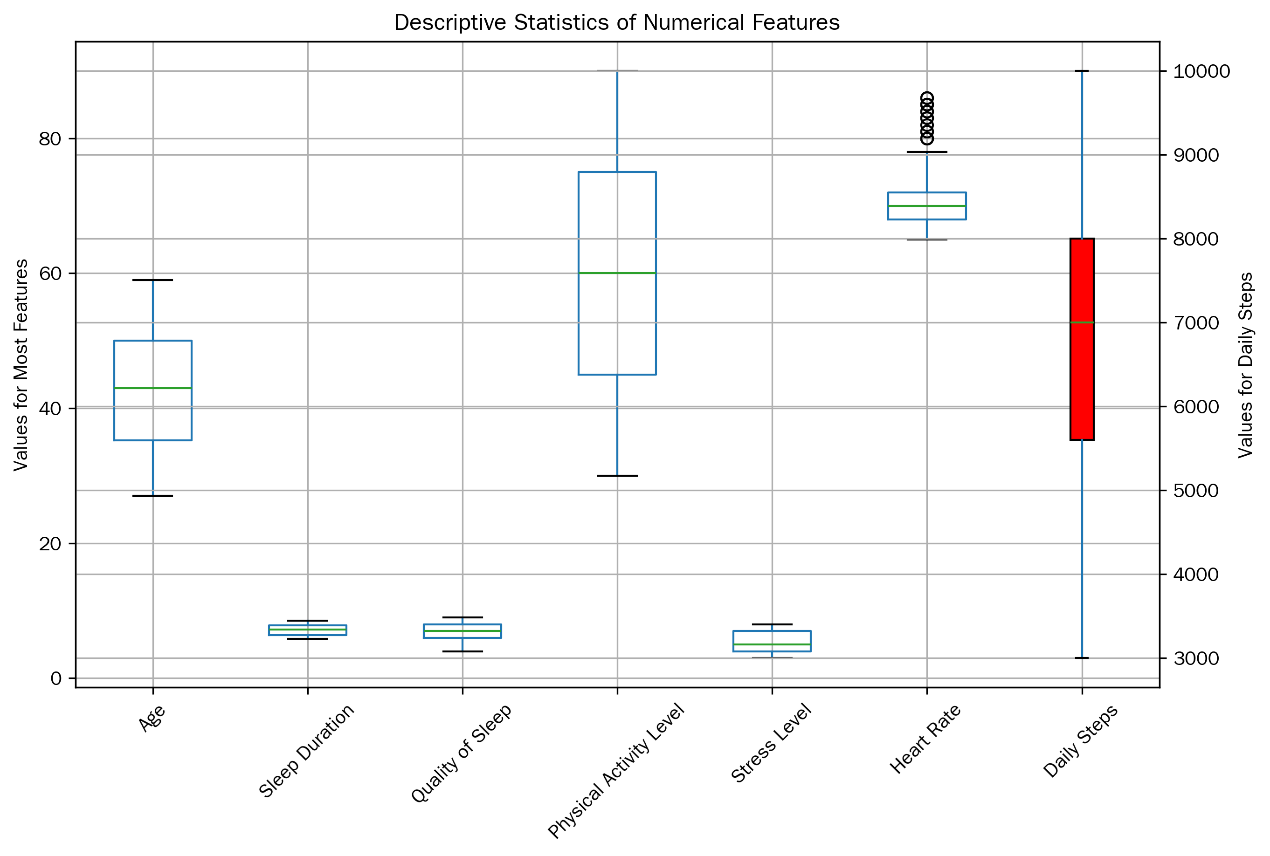 Descriptive Statistics of Numerical Features
Values for Most Features
80
60
40
20
0
10000
9000
8000
7000
6000
5000
4000
3000
Values for Daily Steps
Age
Sleep Duration
Quality of Sleep
Physical Activity Level
Stress Level
Heart Rate
Daily Steps